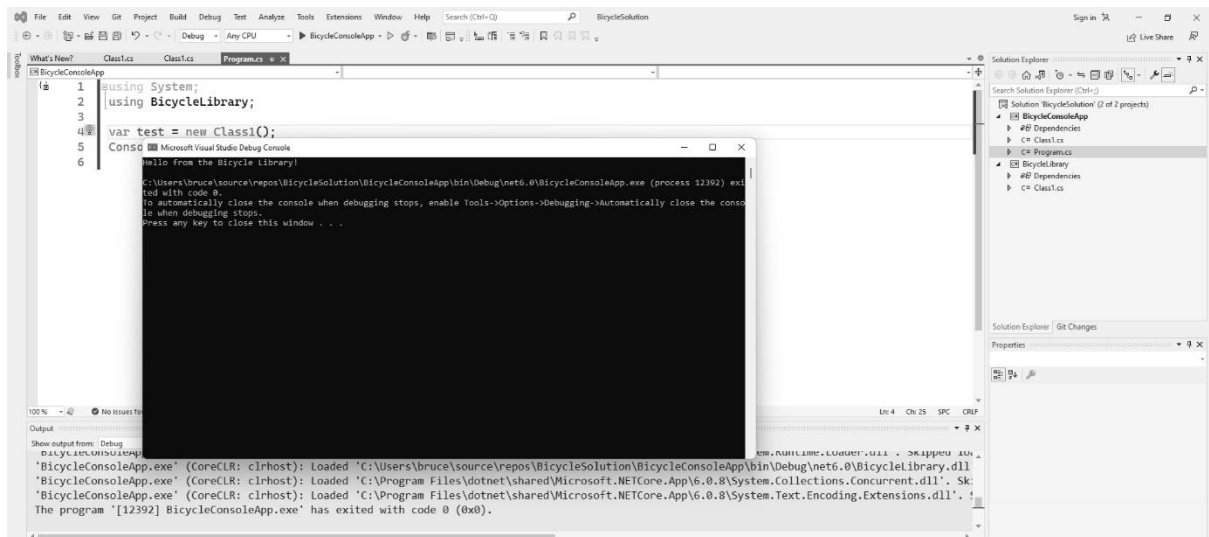 File Edit View Git Project Build Debug Test Analyze Tools Extensions Window Help Search (Ctrl+Q) BicycleSolution Sign in
Debug Any CPU BicycleConsoleApp Live Share
Toolbox
What's New? Class1.cs Class1.cs Program.cs
BicycleConsoleApp
1 using System;
2 using BicycleLibrary;
3
4 var test = new Class1();
5 Conso
6
Microsoft Visual Studio Debug Console
Hello from the Bicycle Library!
C:\Users\bruce\source\repos\BicycleSolution\BicycleConsoleApp\bin\Debug\net6.0\BicycleConsoleApp.exe (process 12392) exi
ted with code 0.
To automatically close the console when debugging stops, enable Tools->Options->Debugging->Automatically close the conso
le when debugging stops.
Press any key to close this window . . .
100 % No issues fo Ln: 4 Ch: 25 SPC CRLF
Output
Show output from: Debug
'BicycleConsoleAp em.Runtime.Loader.dll'. Skipped lo
'BicycleConsoleApp.exe' (CoreCLR: clrhost): Loaded 'C:\Users\bruce\source\repos\BicycleSolution\BicycleConsoleApp\bin\Debug\net6.0\BicycleLibrary.dll
'BicycleConsoleApp.exe' (CoreCLR: clrhost): Loaded 'C:\Program Files\dotnet\shared\Microsoft.NETCore.App\6.0.8\System.Collections.Concurrent.dll'. Sk
'BicycleConsoleApp.exe' (CoreCLR: clrhost): Loaded 'C:\Program Files\dotnet\shared\Microsoft.NETCore.App\6.0.8\System.Text.Encoding.Extensions.dll'.
The program '[12392] BicycleConsoleApp.exe' has exited with code 0 (0x0).
Solution Explorer
Search Solution Explorer (Ctrl+;)
Solution 'BicycleSolution' (2 of 2 projects)
BicycleConsoleApp
Dependencies
C# Class1.cs
C# Program.cs
BicycleLibrary
Dependencies
C# Class1.cs
Solution Explorer Git Changes
Properties